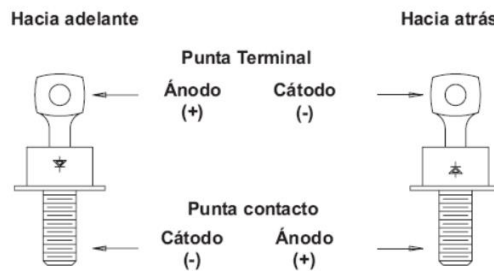 Hacia adelante
Hacia atrás
Punta Terminal
Ánodo Cátodo
(+) (-)
Punta contacto
Cátodo Ánodo
(-) (+)